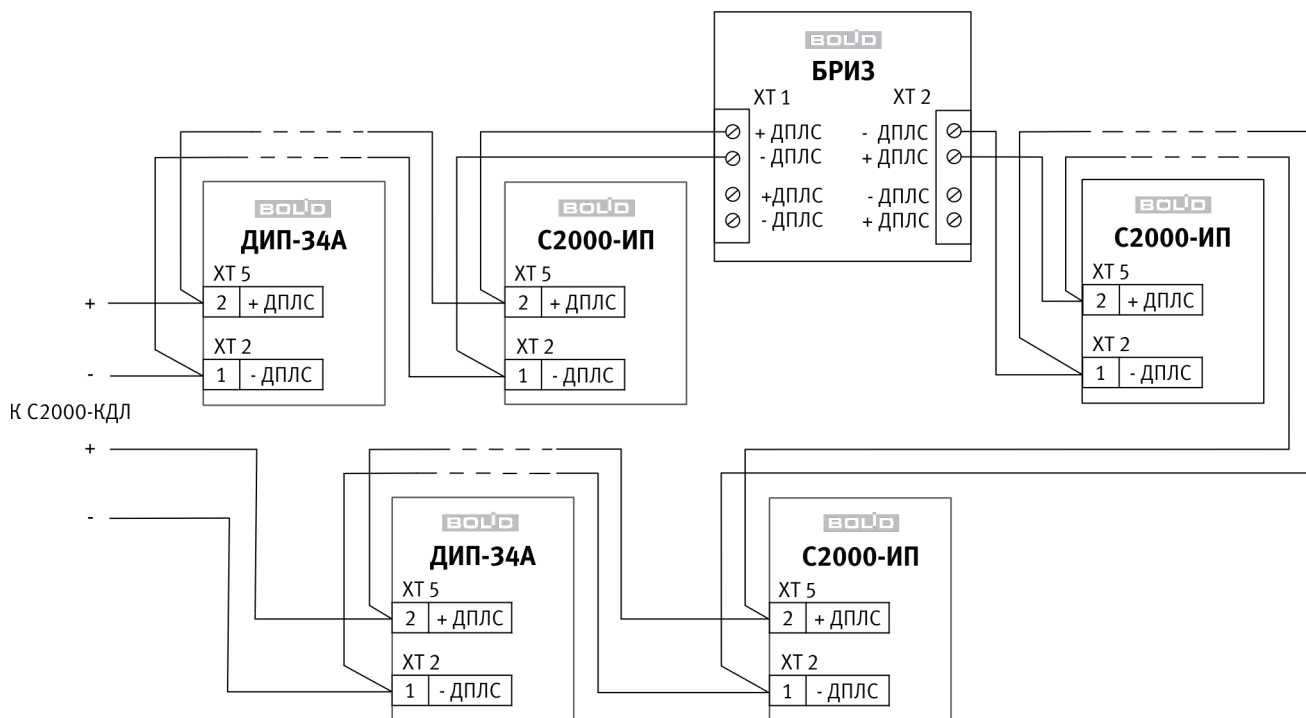 BOLID
БРИЗ
XT 1
XT 2
+ ДПЛС
- ДПЛС
- ДПЛС
+ ДПЛС
+ДПЛС
- ДПЛС
- ДПЛС
+ ДПЛС
BOLID
ДИП-34А
XT 5
2 + ДПЛС
XT 2
1 - ДПЛС
BOLID
С2000-ИП
XT 5
2 + ДПЛС
XT 2
1 - ДПЛС
BOLID
С2000-ИП
XT 5
2 + ДПЛС
XT 2
1 - ДПЛС
+
-
К С2000-КДЛ
+
-
BOLID
ДИП-34А
XT 5
2 + ДПЛС
XT 2
1 - ДПЛС
BOLID
С2000-ИП
XT 5
2 + ДПЛС
XT 2
1 - ДПЛС